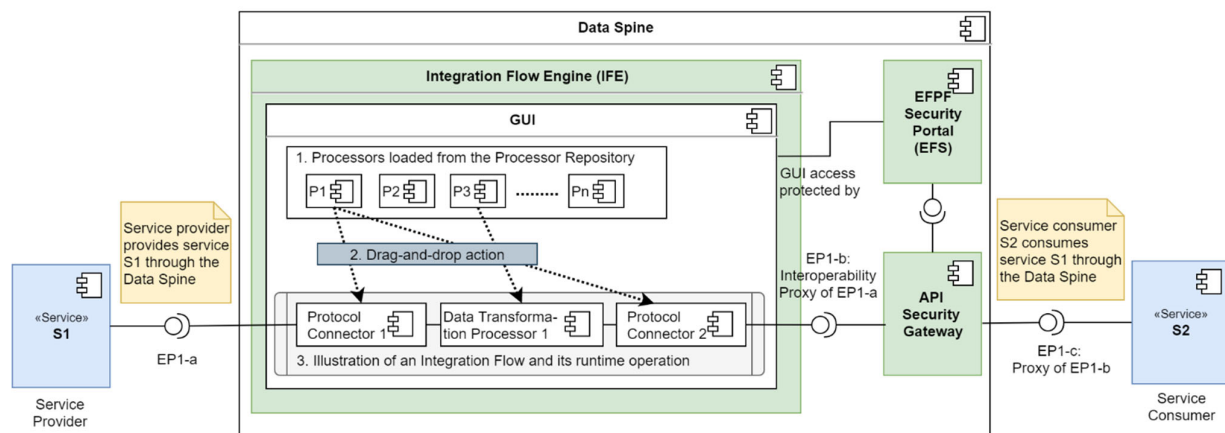 Data Spine
Integration Flow Engine (IFE)
GUI
1. Processors loaded from the Processor Repository
P1
P2
P3
Pn
2. Drag-and-drop action
Protocol
Connector 1
Data Transforma-
tion Processor 1
Protocol
Connector 2
3. Illustration of an Integration Flow and its runtime operation
EFPF
Security
Portal
(EFS)
GUI access
protected by
Service provider
provides service
S1 through the
Data Spine
«Service»
S1
EP1-a
Service
Provider
EP1-b:
Interoperability
Proxy of EP1-a
API
Security
Gateway
Service consumer
S2 consumes
service S1 through
the Data Spine
EP1-c:
Proxy of EP1-b
«Service»
S2
Service
Consumer